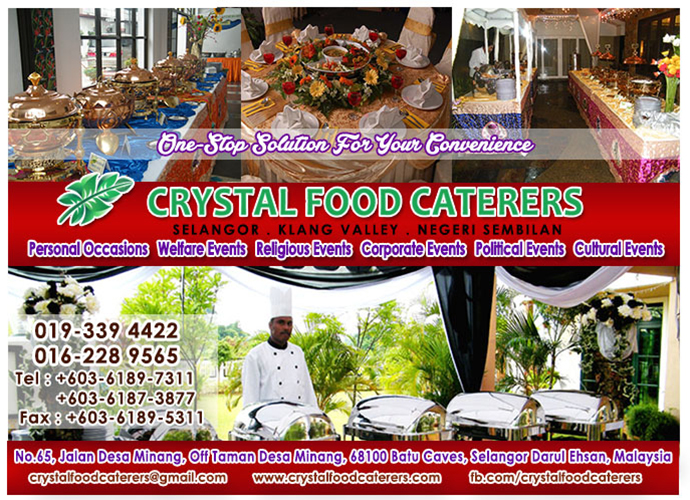 One-Stop Solution For Your Convenience
CRYSTAL FOOD CATERERS
SELANGOR . KLANG VALLEY . NEGERI SEMBILAN
Personal Occasions Welfare Events Religious Events Corporate Events Political Events Cultural Events
019-339 4422
016-228 9565
Tel : +603-6189-7311
+603-6187-3877
Fax : +603-6189-5311
No.65, Jalan Desa Minang, Off Taman Desa Minang, 68100 Batu Caves, Selangor Darul Ehsan, Malaysia
crystalfoodcaterers@gmail.com www.crystalfoodcaterers.com fb.com/crystalfoodcaterers